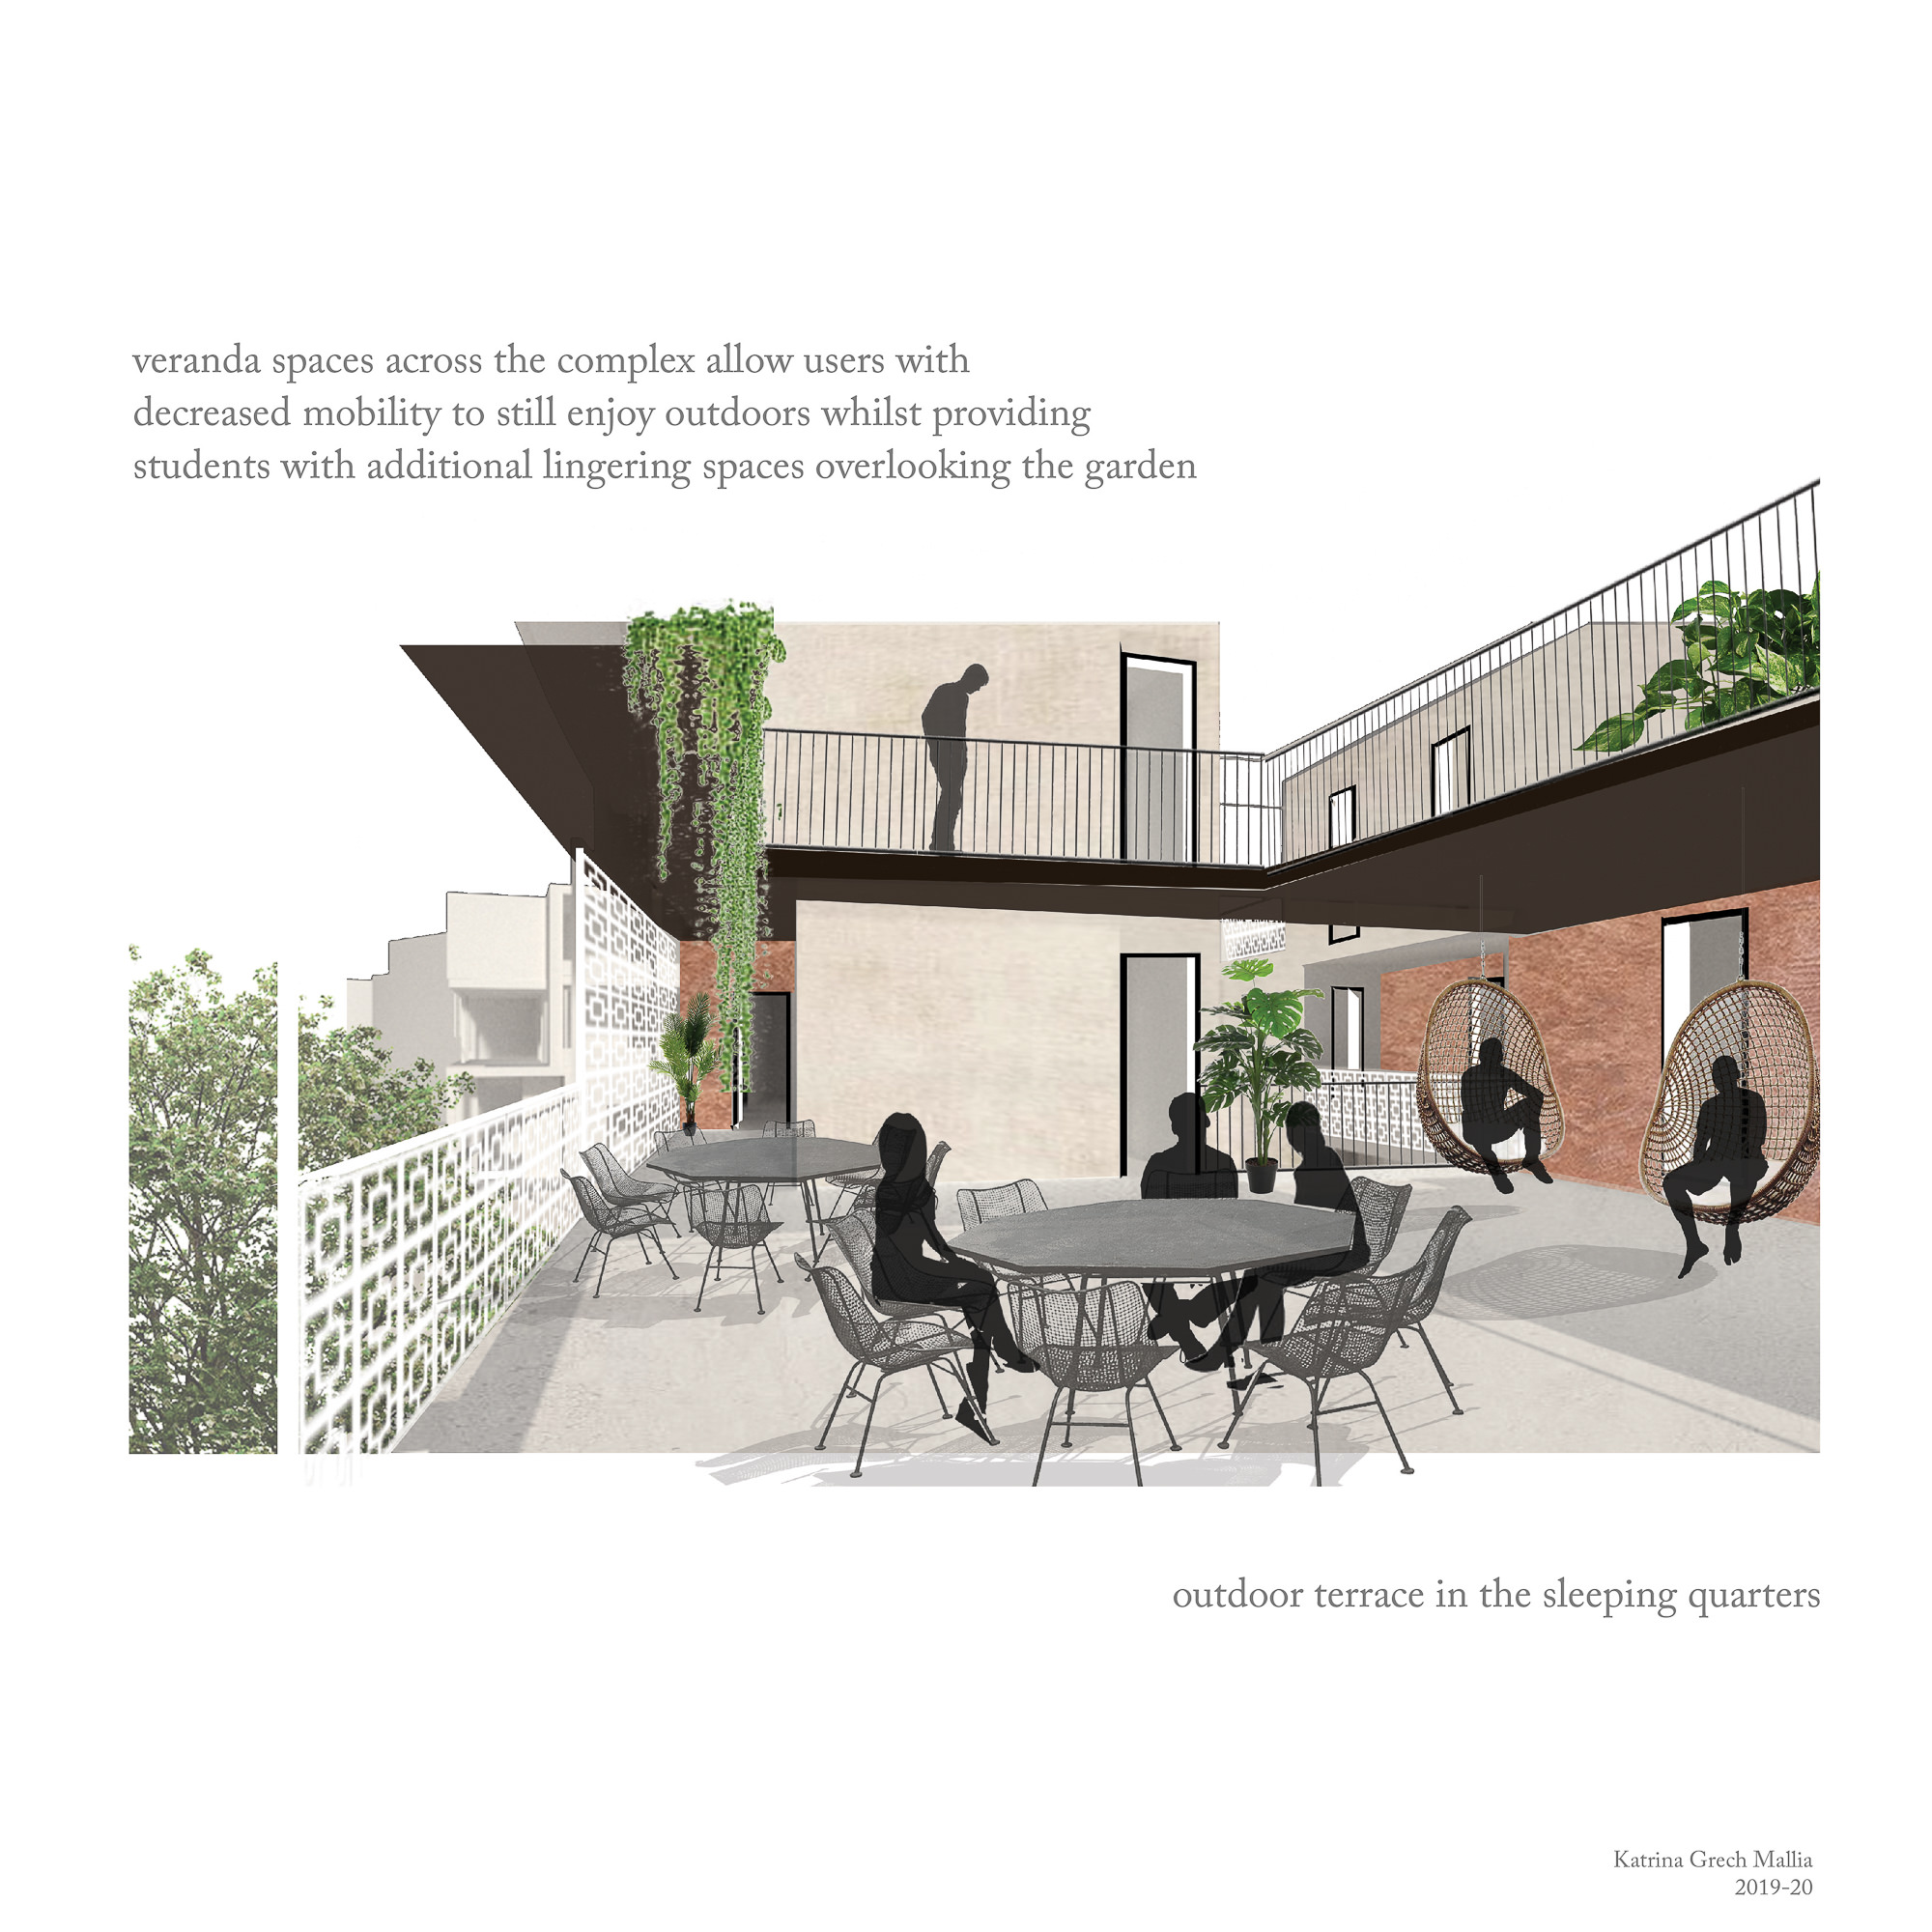 veranda spaces across the complex allow users with
decreased mobility to still enjoy outdoors whilst providing
students with additional lingering spaces overlooking the garden
outdoor terrace in the sleeping quarters
Katrina Grech Mallia
2019-20